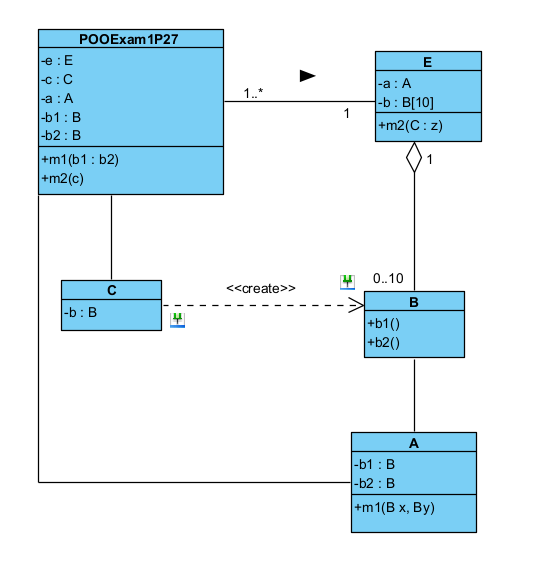 POOExam1P27
-e : E
-c : C
-a : A
-b1 : B
-b2 : B
+m1(b1 : b2)
+m2(c)
1..*
1
E
-a : A
-b : B[10]
+m2(C : z)
1
0..10
C
-b : B
<<create>>
B
+b1()
+b2()
A
-b1 : B
-b2 : B
+m1(B x, By)